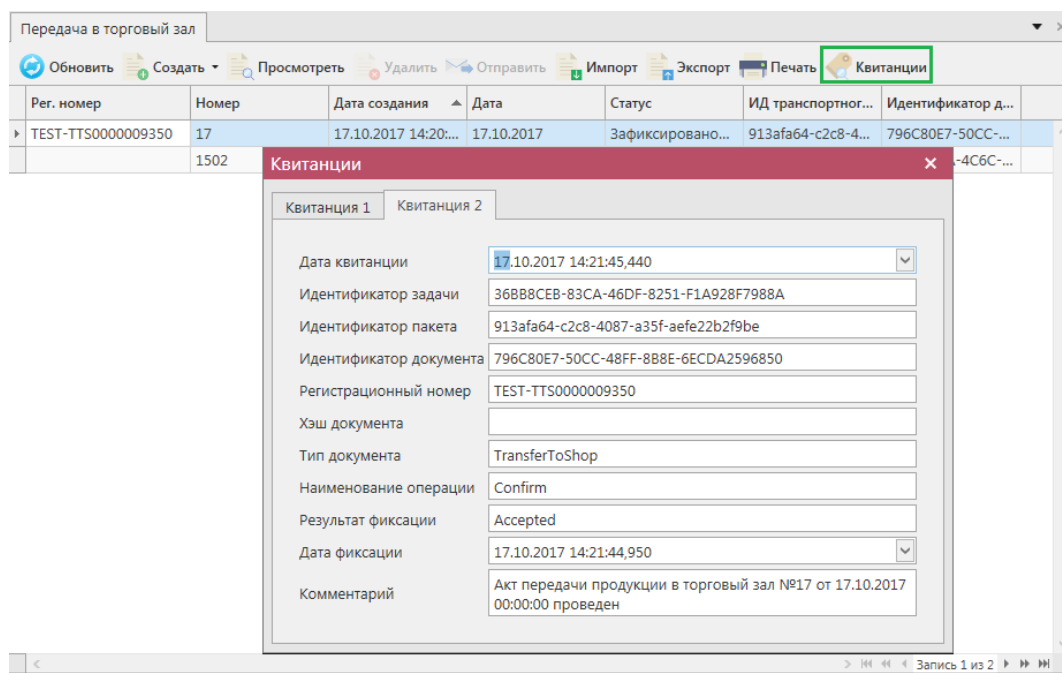 Передача в торговый зал
Обновить Создать Просмотреть Удалить Отправить Импорт Экспорт Печать Квитанции
Рег. номер Номер Дата создания Дата Статус ИД транспортног... Идентификатор д...
TEST-TTS0000009350 17 17.10.2017 14:20:... 17.10.2017 Зафиксировано... 913afa64-c2c8-4... 796C80E7-50CC-...
1502 -4C6C-...
Квитанции
Квитанция 1 Квитанция 2
Дата квитанции 17.10.2017 14:21:45,440
Идентификатор задачи 36BB8CEB-83CA-46DF-8251-F1A928F7988A
Идентификатор пакета 913afa64-c2c8-4087-a35f-aefe22b2f9be
Идентификатор документа 796C80E7-50CC-48FF-8B8E-6ECDA2596850
Регистрационный номер TEST-TTS0000009350
Хэш документа
Тип документа TransferToShop
Наименование операции Confirm
Результат фиксации Accepted
Дата фиксации 17.10.2017 14:21:44,950
Комментарий Акт передачи продукции в торговый зал №17 от 17.10.2017
00:00:00 проведен
Запись 1 из 2